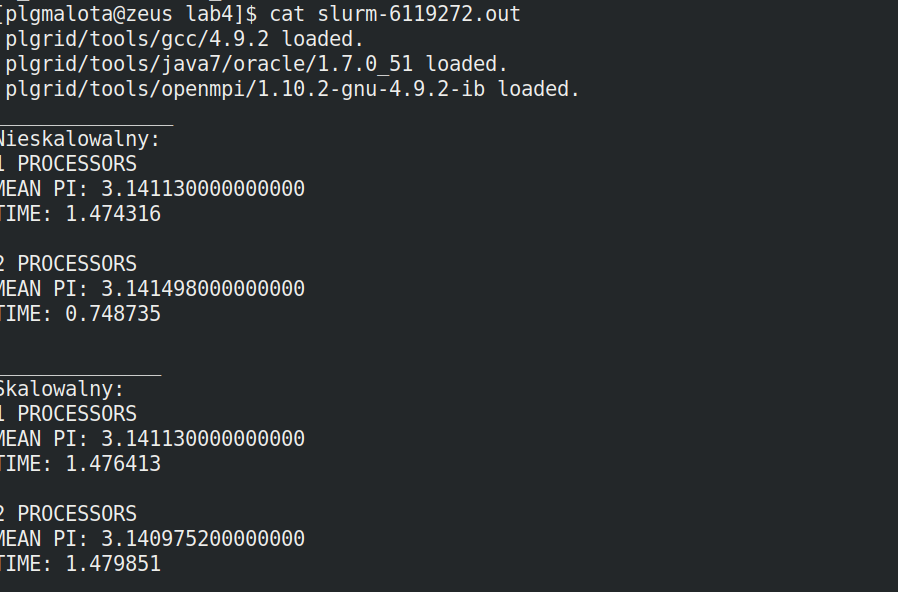 [plgmalota@zeus lab4]$ cat slurm-6119272.out
plgrid/tools/gcc/4.9.2 loaded.
plgrid/tools/java7/oracle/1.7.0_51 loaded.
plgrid/tools/openmpi/1.10.2-gnu-4.9.2-ib loaded.
_______________
Nieskalowalny:
1 PROCESSORS
MEAN PI: 3.141130000000000
TIME: 1.474316
2 PROCESSORS
MEAN PI: 3.141498000000000
TIME: 0.748735
______________
Skalowalny:
1 PROCESSORS
MEAN PI: 3.141130000000000
TIME: 1.476413
2 PROCESSORS
MEAN PI: 3.140975200000000
TIME: 1.479851